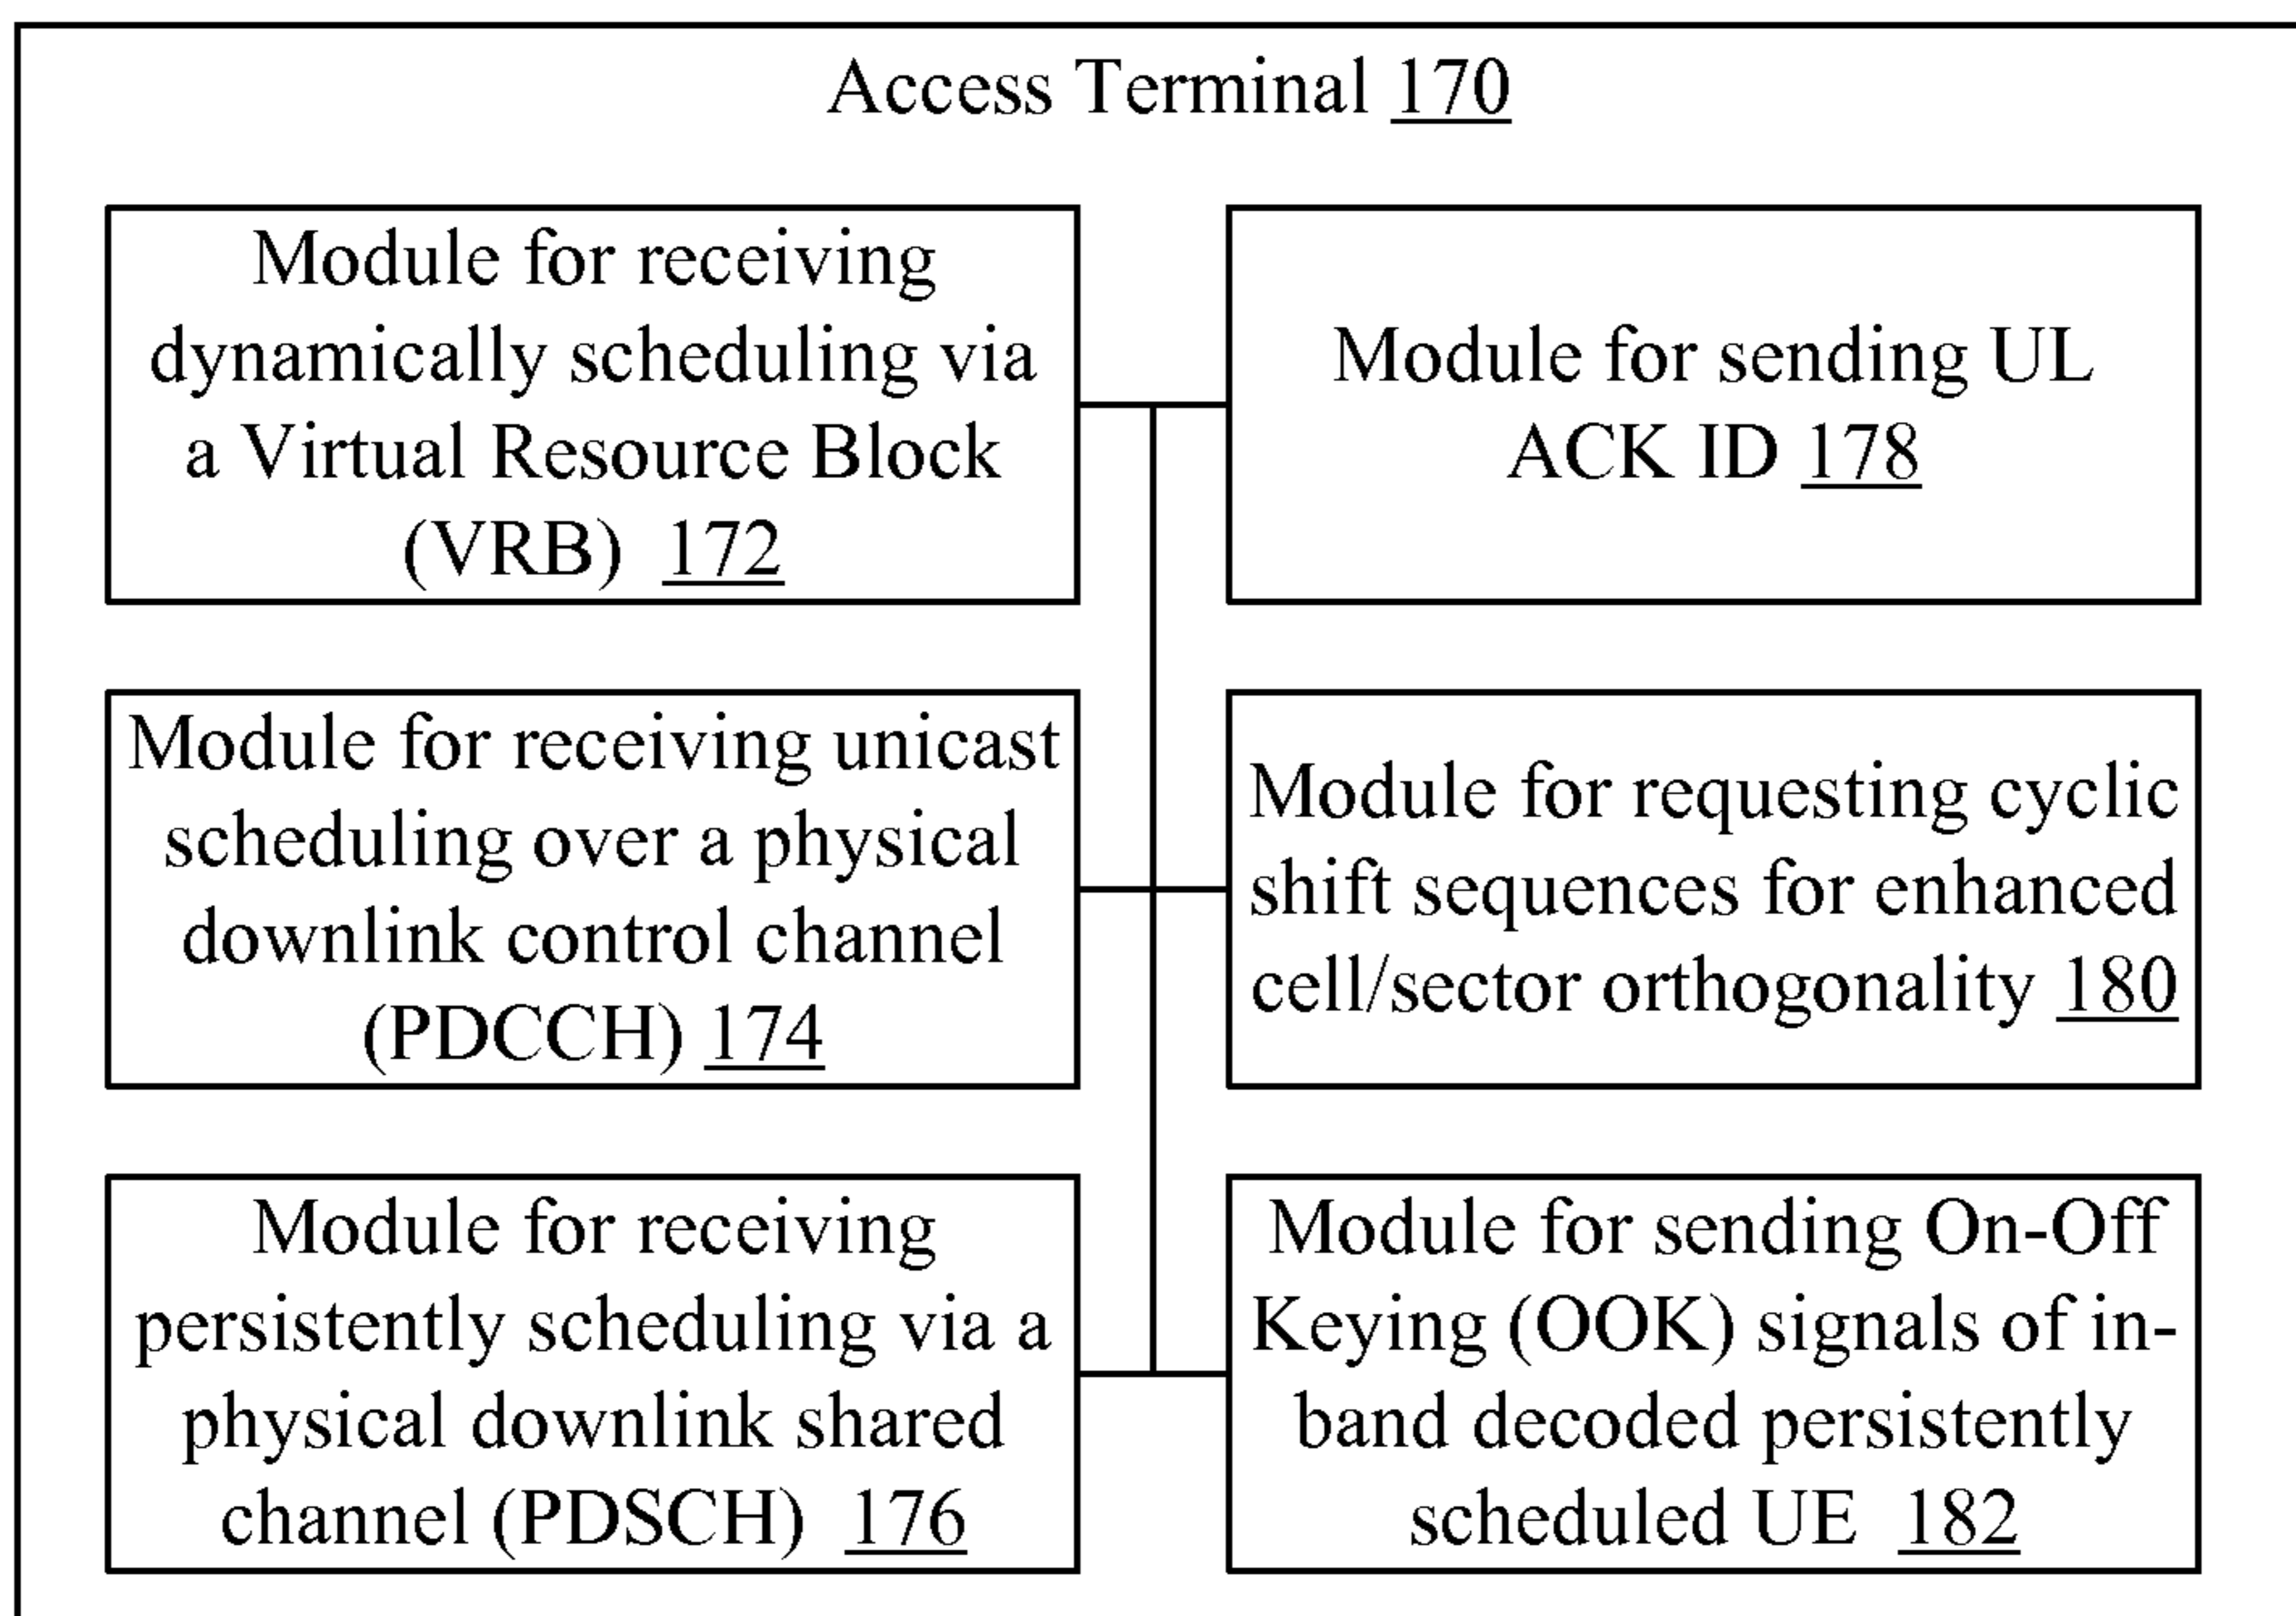 Access Terminal 170
Module for receiving
dynamically scheduling via
a Virtual Resource Block
(VRB) 172
Module for sending UL
ACK ID 178
Module for receiving unicast
scheduling over a physical
downlink control channel
(PDCCH) 174
Module for requesting cyclic
shift sequences for enhanced
cell/sector orthogonality 180
Module for receiving
persistently scheduling via a
physical downlink shared
channel (PDSCH) 176
Module for sending On-Off
Keying (OOK) signals of in-
band decoded persistently
scheduled UE 182